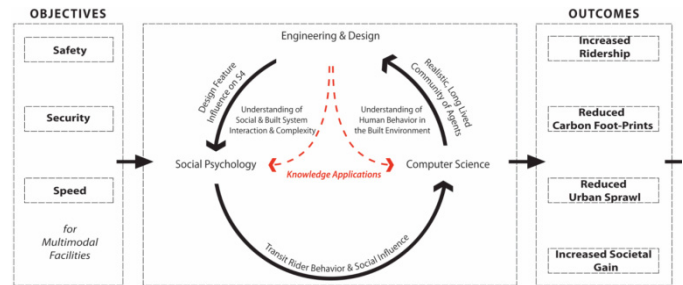 OBJECTIVES
Safety
Security
Speed
for
Multimodal
Facilities
Engineering & Design
Design Feature
Influence on S4
Understanding of
Social & Built System
Interaction & Complexity
Understanding of
Human Behavior in
the Built Environment
Realistic, Long Lived
Community of Agents
Social Psychology
Knowledge Applications
Computer Science
Transit Rider Behavior & Social Influence
OUTCOMES
Increased
Ridership
Reduced
Carbon Foot-Prints
Reduced
Urban Sprawl
Increased Societal
Gain